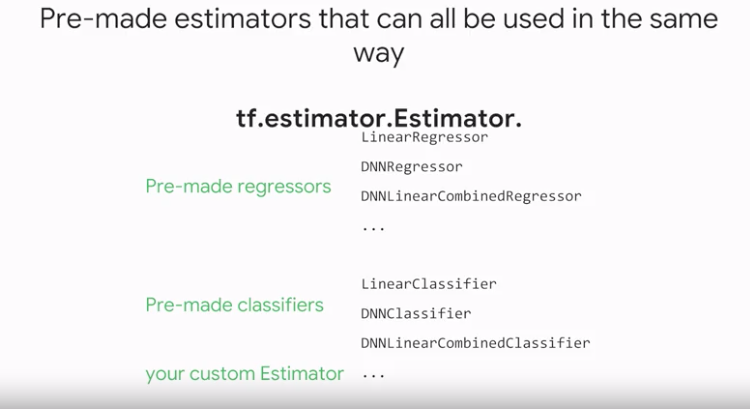 Pre-made estimators that can all be used in the same
way
tf.estimator.Estimator.
LinearRegressor
DNNRegressor
Pre-made regressors
DNNLinearCombinedRegressor
...
LinearClassifier
Pre-made classifiers
DNNClassifier
DNNLinearCombinedClassifier
your custom Estimator ...